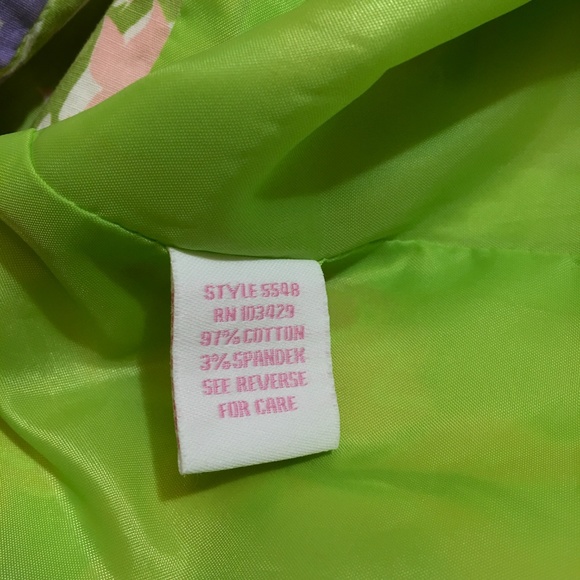 STYLE 5548
RN 103429
97% COTTON
3% SPANDEX
SEE REVERSE
FOR CARE